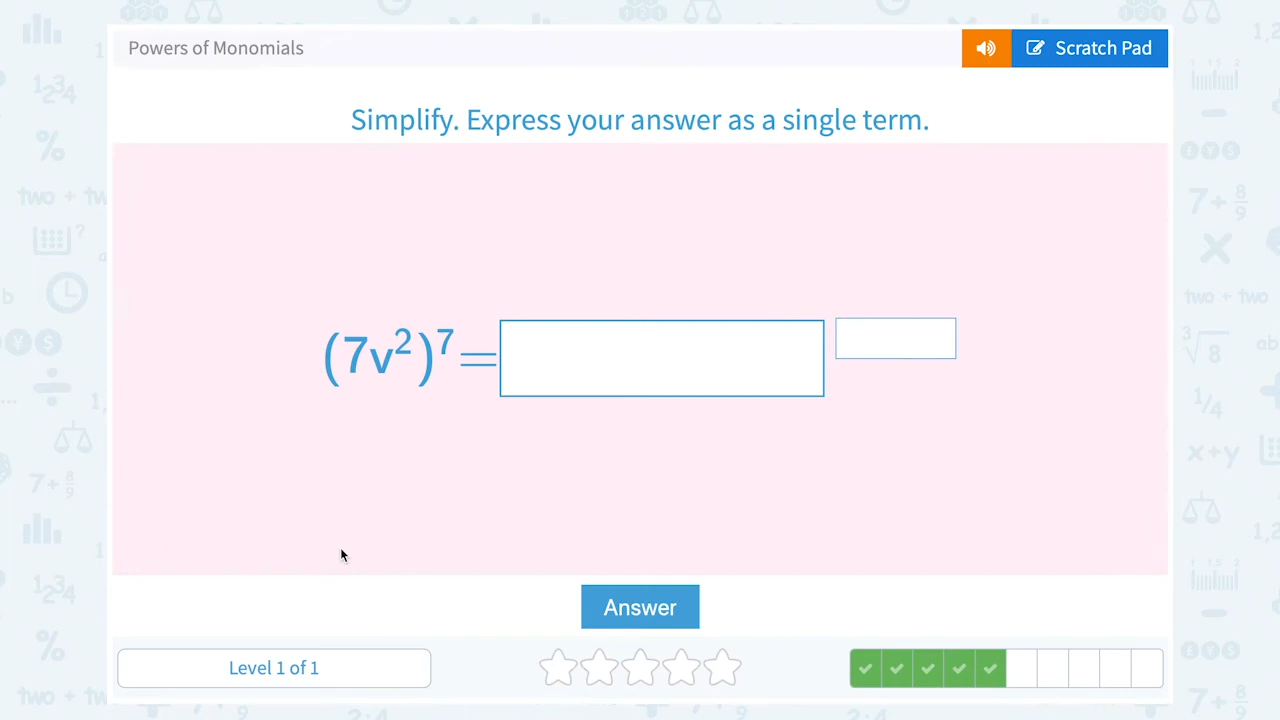 Powers of Monomials
Scratch Pad
Simplify. Express your answer as a single term.
(7v²)⁷=
Answer
Level 1 of 1